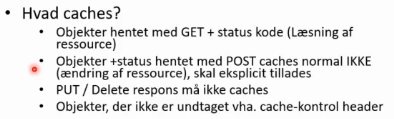 • Hvad caches?
• Objekter hentet med GET + status kode (Læsning af
ressource)
• Objekter +status hentet med POST caches normal IKKE
(ændring af ressource), skal eksplicit tillades
• PUT / Delete respons må ikke caches
• Objekter, der ikke er undtaget vha. cache-kontrol header